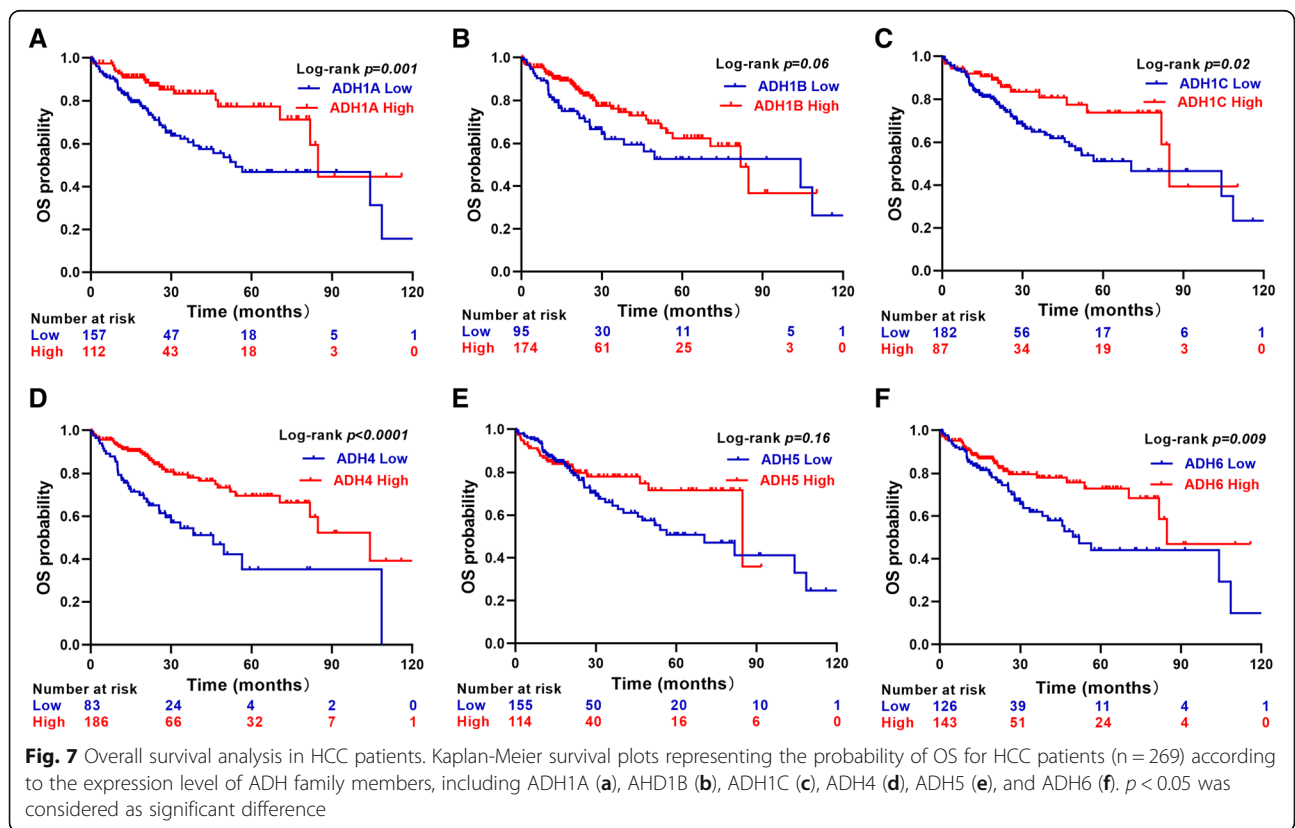 A
Log-rank p=0.001
ADH1A Low
ADH1A High
OS probability
1.0
0.8
0.6
0.4
0.2
0.0
0 30 60 90 120
Time (months)
Number at risk
Low 157 47 18 5 1
High 112 43 18 3 0
B
Log-rank p=0.06
ADH1B Low
ADH1B High
OS probability
1.0
0.8
0.6
0.4
0.2
0.0
0 30 60 90 120
Time (months)
Number at risk
Low 95 30 11 5 1
High 174 61 25 3 0
C
Log-rank p=0.02
ADH1C Low
ADH1C High
OS probability
1.0
0.8
0.6
0.4
0.2
0.0
0 30 60 90 120
Time (months)
Number at risk
Low 182 56 17 6 1
High 87 34 19 3 0
D
Log-rank p<0.0001
ADH4 Low
ADH4 High
OS probability
1.0
0.8
0.6
0.4
0.2
0.0
0 30 60 90 120
Time (months)
Number at risk
Low 83 24 4 2 0
High 186 66 32 7 1
E
Log-rank p=0.16
ADH5 Low
ADH5 High
OS probability
1.0
0.8
0.6
0.4
0.2
0.0
0 30 60 90 120
Time (months)
Number at risk
Low 155 50 20 10 1
High 114 40 16 6 0
F
Log-rank p=0.009
ADH6 Low
ADH6 High
OS probability
1.0
0.8
0.6
0.4
0.2
0.0
0 30 60 90 120
Time (months)
Number at risk
Low 126 39 11 4 1
High 143 51 24 4 0
Fig. 7 Overall survival analysis in HCC patients. Kaplan-Meier survival plots representing the probability of OS for HCC patients (n = 269) according
to the expression level of ADH family members, including ADH1A (a), AHD1B (b), ADH1C (c), ADH4 (d), ADH5 (e), and ADH6 (f). p < 0.05 was
considered as significant difference